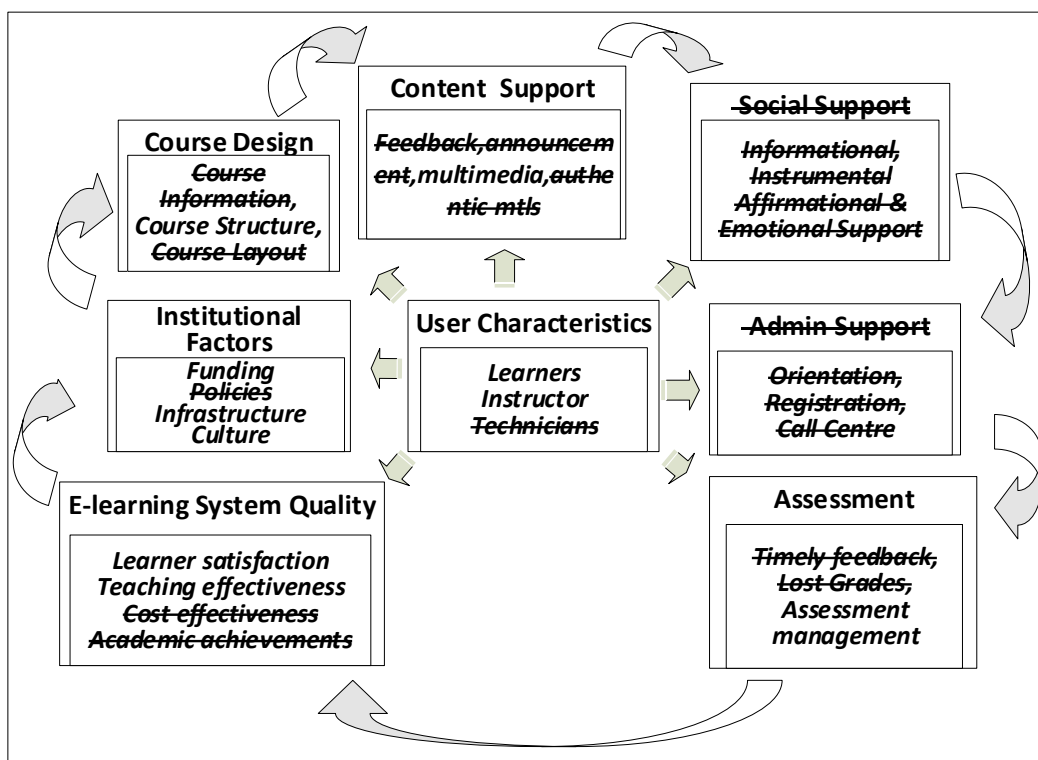 Content Support
Feedback,announcem
ent,multimedia,authe
ntic mtls
Social Support
Informational,
Instrumental
Affirmational &
Emotional Support
Course Design
Course
Information,
Course Structure,
Course Layout
Institutional
Factors
Funding
Policies
Infrastructure
Culture
User Characteristics
Learners
Instructor
Technicians
Admin Support
Orientation,
Registration,
Call Centre
E-learning System Quality
Learner satisfaction
Teaching effectiveness
Cost effectiveness
Academic achievements
Assessment
Timely feedback,
Lost Grades,
Assessment
management